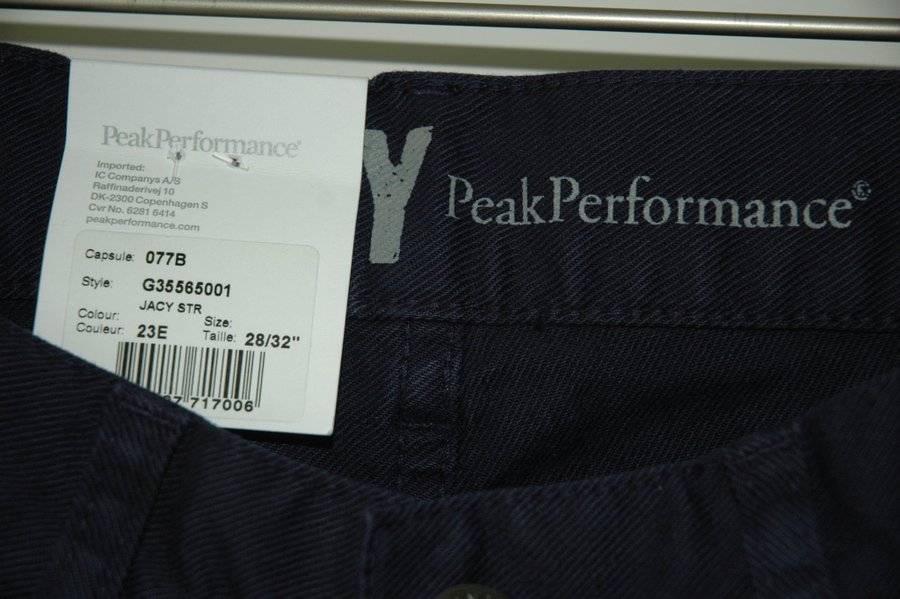 PeakPerformance®
Imported:
IC Companys A/S
Raffinaderivej 10
DK-2300 Copenhagen S
Cvr No. 6281 6414
peakperformance.com
Capsule: 077B
Style: G35565001
JACY STR
Colour:
Couleur: 23E
Size:
Taille: 28/32"
717006
Y PeakPerformance®